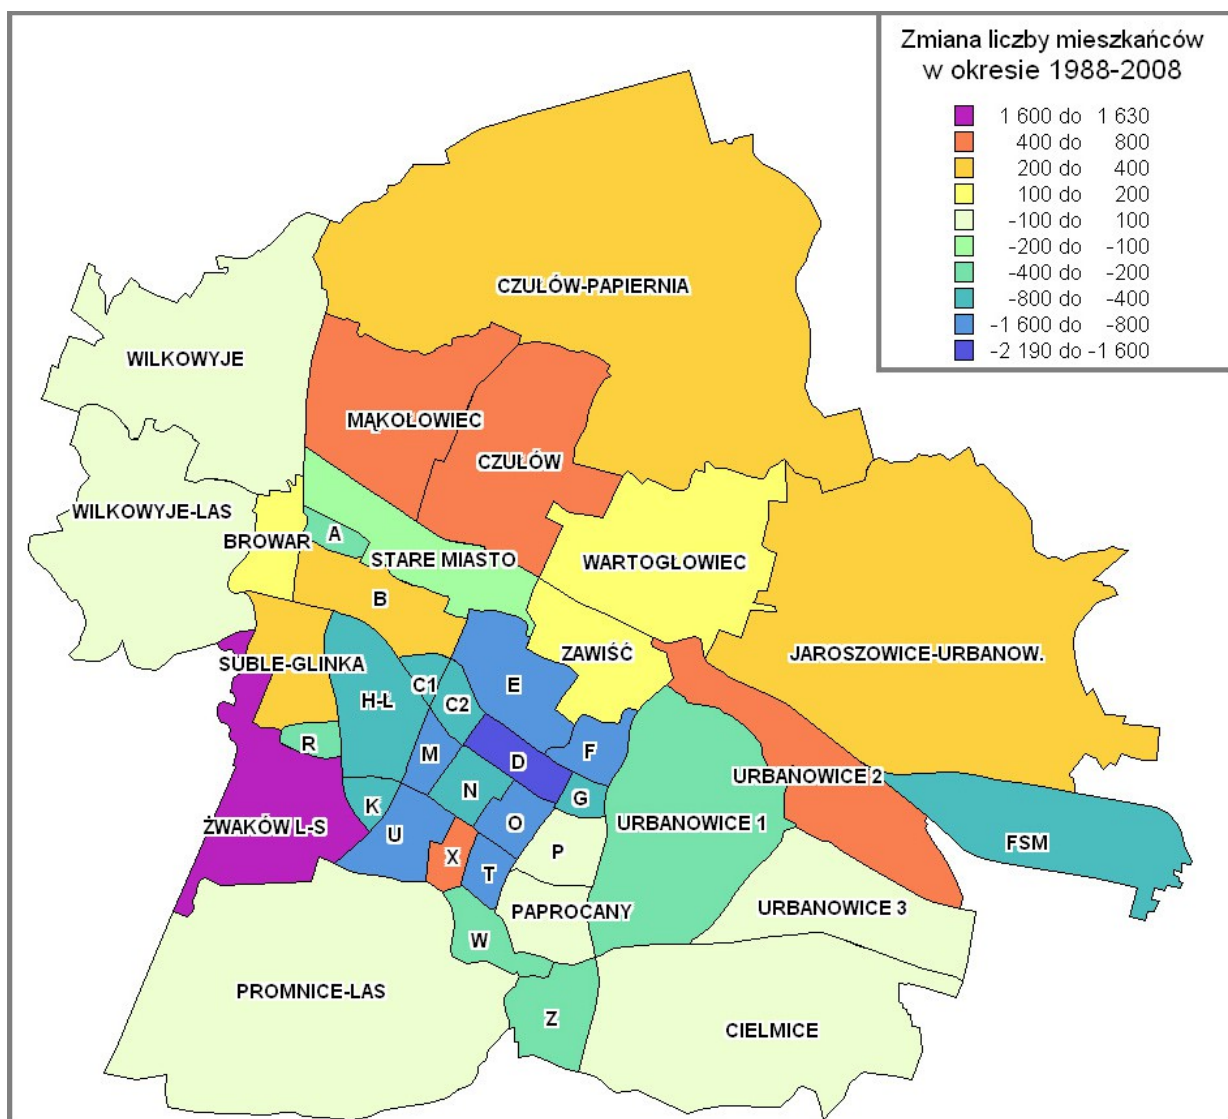 Zmiana liczby mieszkańców
w okresie 1988-2008
1 600 do 1 630
400 do 800
200 do 400
100 do 200
-100 do 100
-200 do -100
-400 do -200
-800 do -400
-1 600 do -800
-2 190 do -1 600
CZUŁÓW-PAPIERNIA
WILKOWYJE
MĄKOŁOWIEC
CZUŁÓW
WILKOWYJE-LAS
BROWAR
A
STARE MIASTO
WARTOGŁOWIEC
B
ZAWIŚĆ
JAROSZOWICE-URBANOW.
SUBLE-GLINKA
C1
E
H-Ł
C2
R
M
D
F
URBANOWICE 2
K
N
G
ŻWAKÓW L-S
U
O
URBANOWICE 1
FSM
X
P
T
PAPROCANY
URBANOWICE 3
W
PROMNICE-LAS
Z
CIELMICE